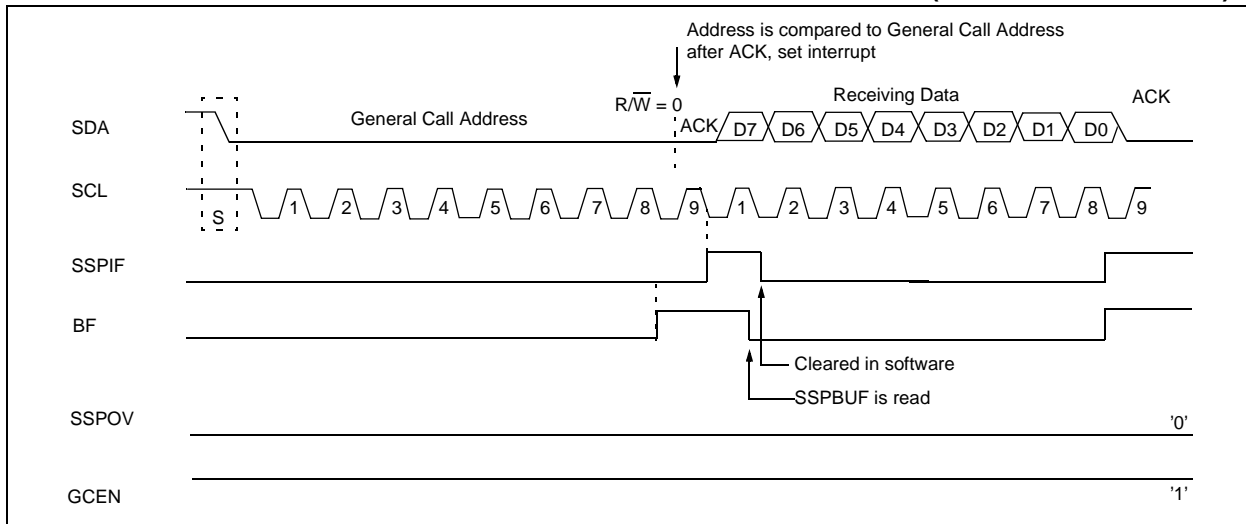 Address is compared to General Call Address
after ACK, set interrupt
R/W = 0
Receiving Data
ACK
SDA
General Call Address
ACK
D7 D6 D5 D4 D3 D2 D1 D0
SCL
S
1 2 3 4 5 6 7 8 9 1 2 3 4 5 6 7 8 9
SSPIF
BF
Cleared in software
SSPBUF is read
SSPOV
'0'
GCEN
'1'